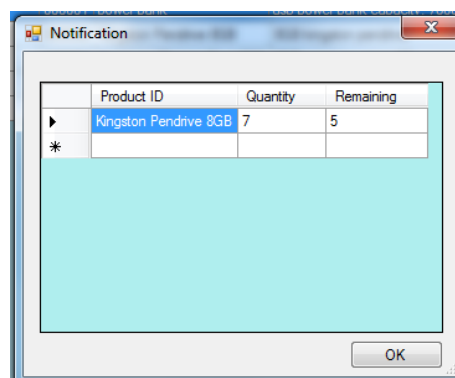 Notification
Product ID Quantity Remaining
Kingston Pendrive 8GB 7 5
OK